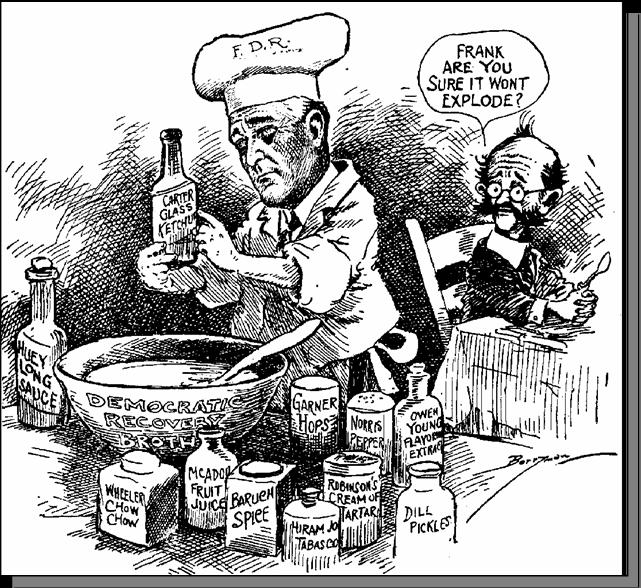 F.D.R.
FRANK
ARE YOU
SURE IT WONT
EXPLODE?
CARTER
GLASS
KETCHUP
HUEY
LONG
SAUCE
DEMOCRATIC
RECOVERY
BROTH
GARNER
HOPS
NORRIS
PEPPER
OWEN
YOUNG
FLAVOR
EXTRACT
WHEELER
CHOW
CHOW
MCADOO
FRUIT
JUICE
BARUCH
SPICE
ROBINSON'S
CREAM OF
TARTAR
HIRAM JO
TABASCO
DILL
PICKLES
Berryman